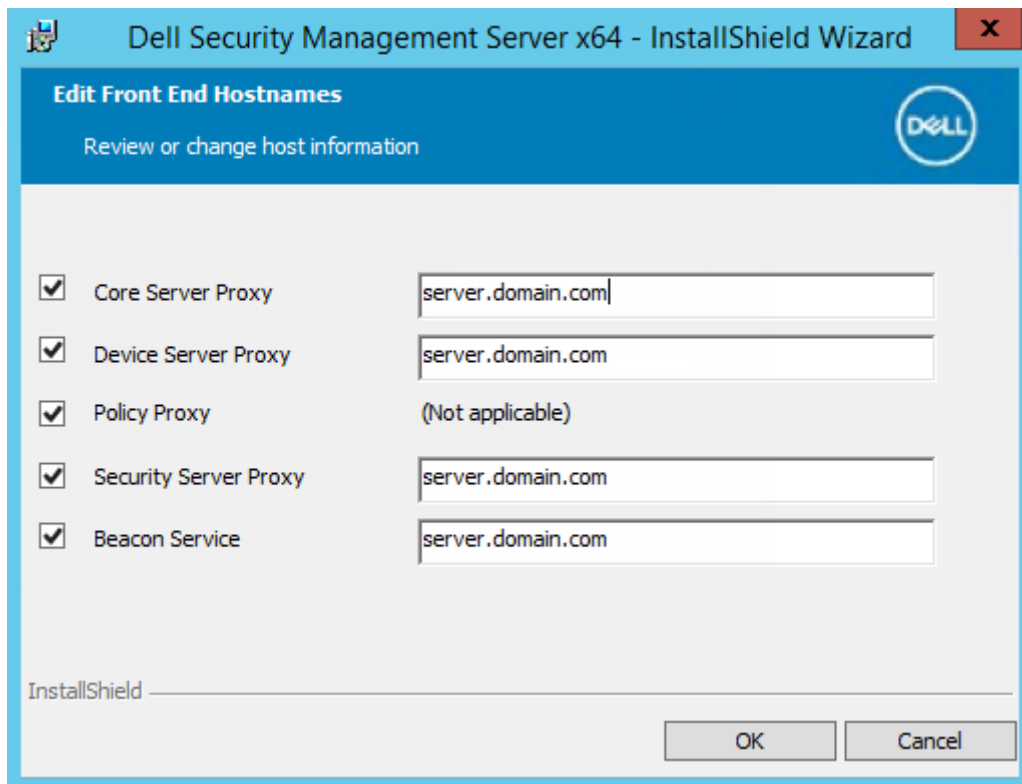 Dell Security Management Server x64 - InstallShield Wizard x
Edit Front End Hostnames
DELL
Review or change host information
Core Server Proxy server.domain.com
Device Server Proxy server.domain.com
Policy Proxy (Not applicable)
Security Server Proxy server.domain.com
Beacon Service server.domain.com
InstallShield
OK Cancel